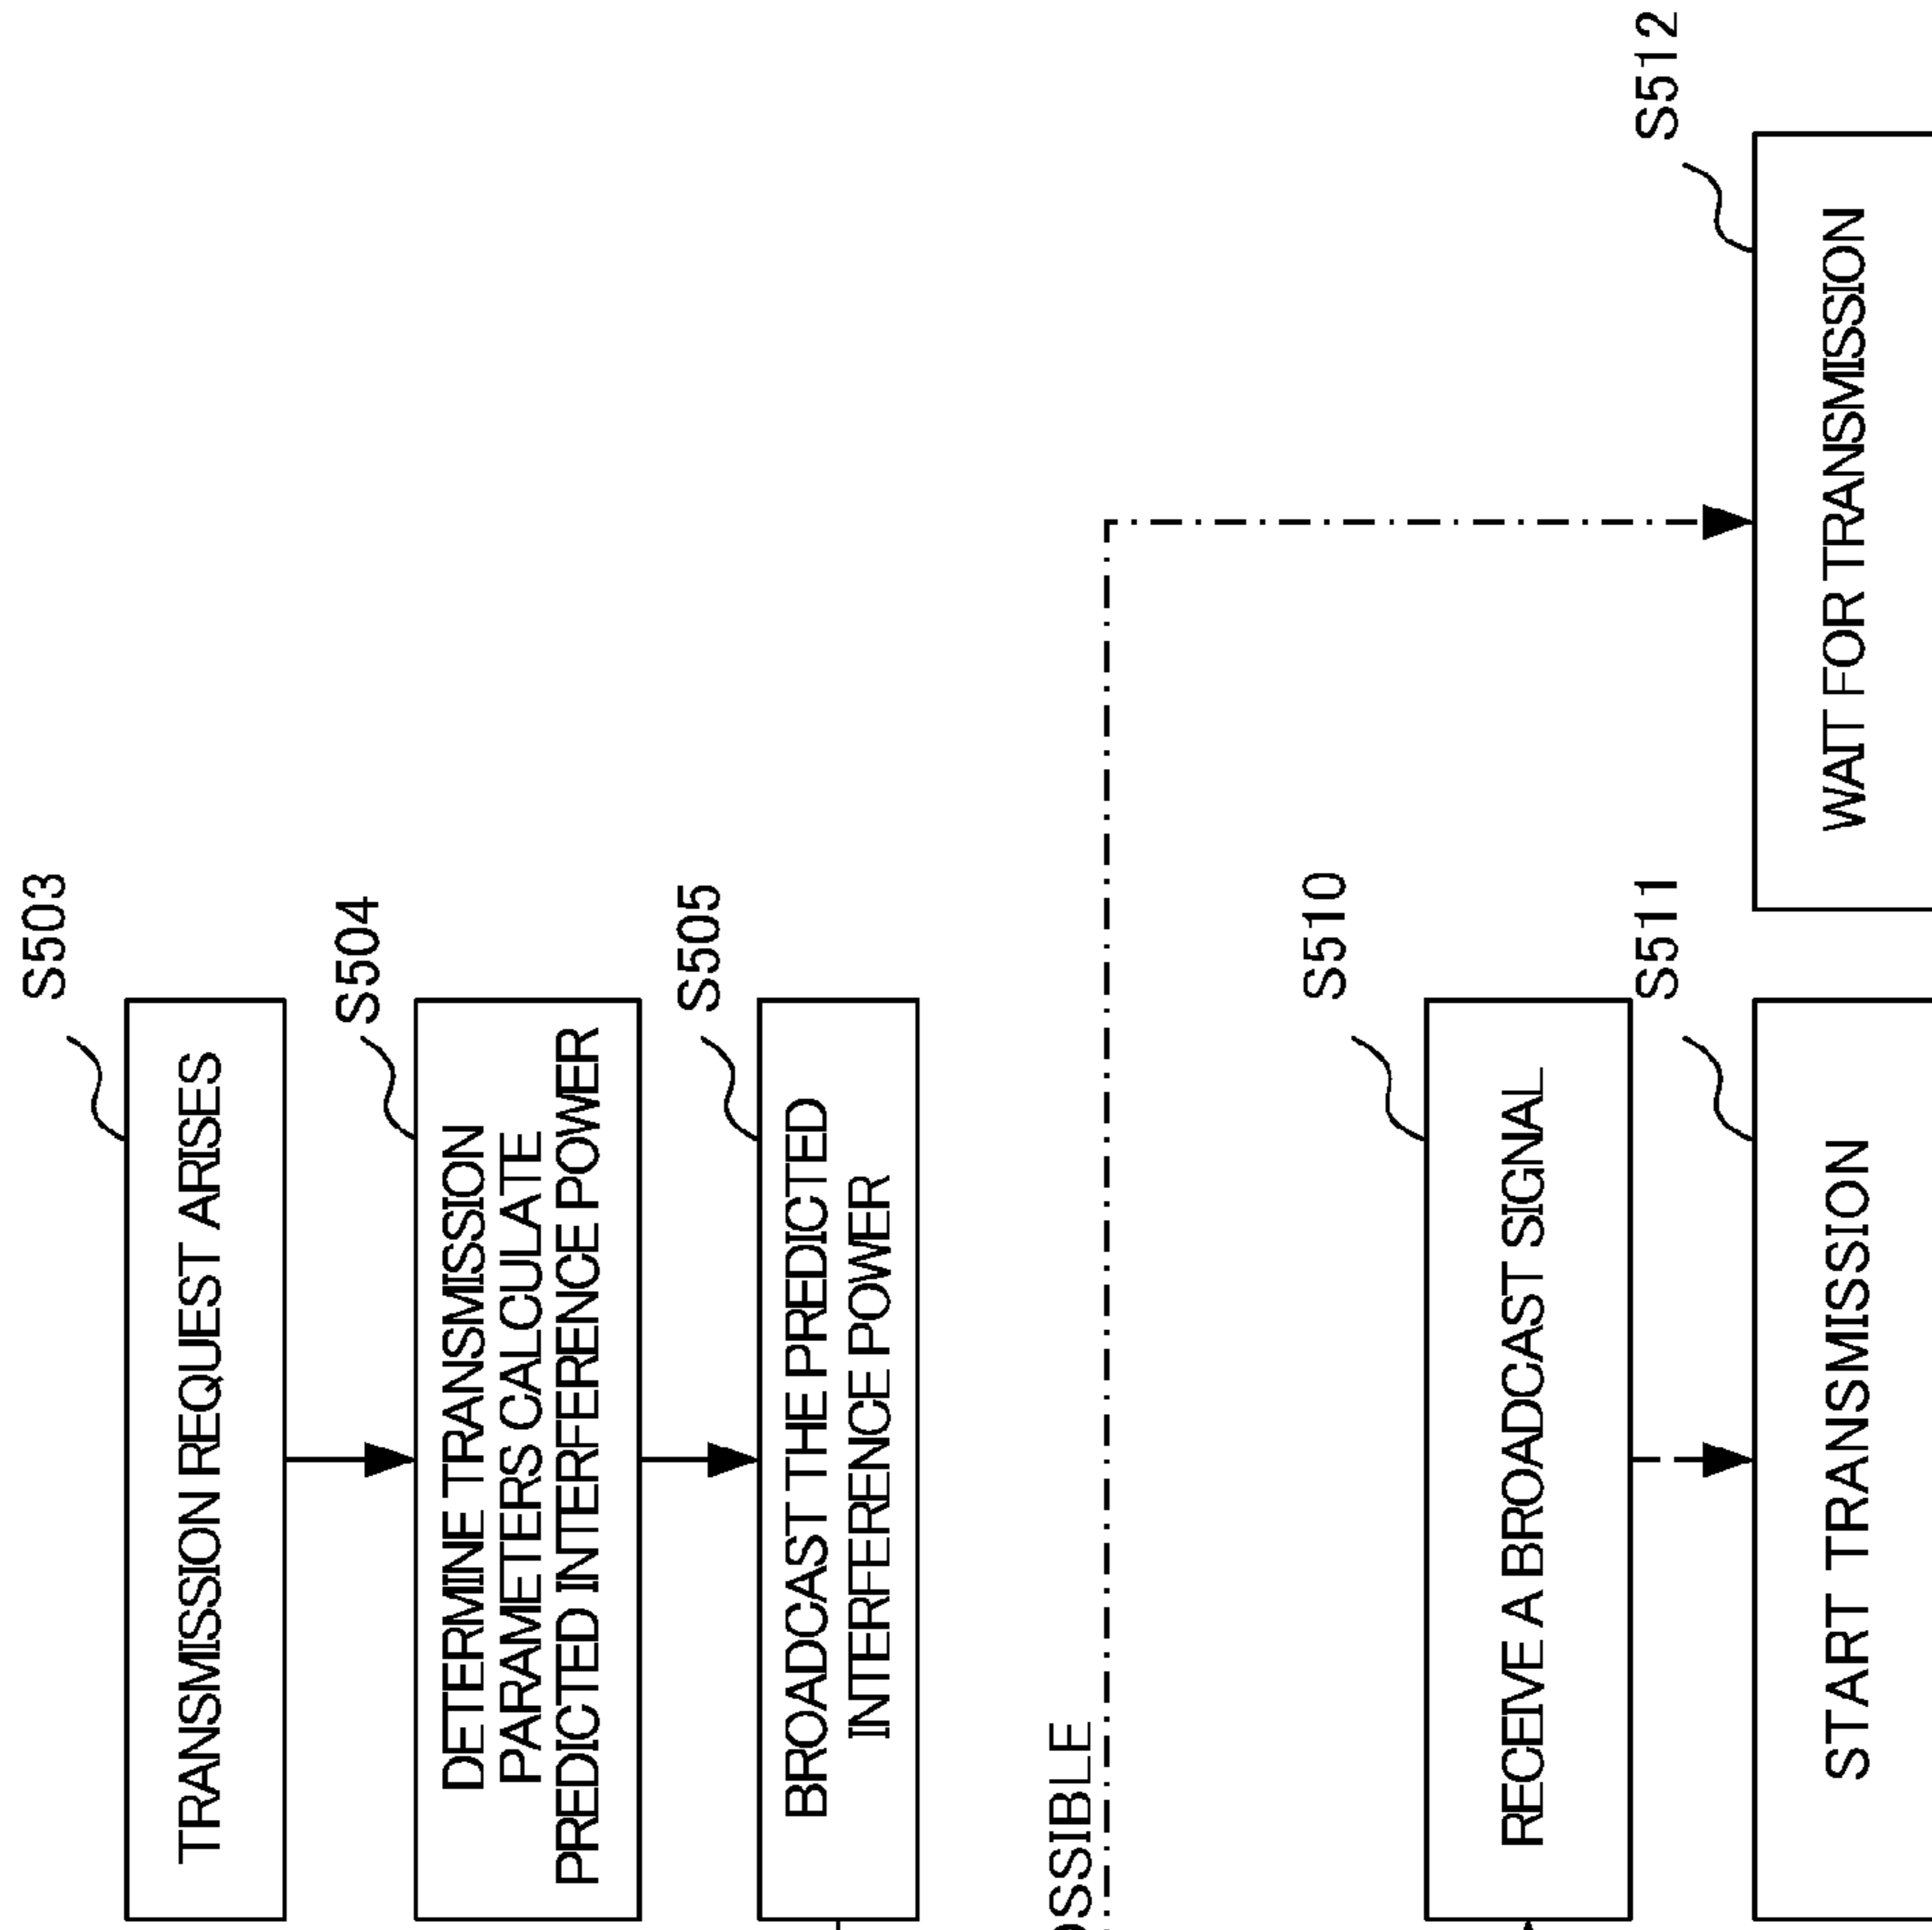 S503
TRANSMISSION REQUEST ARISES
S504
DETERMINE TRANSMISSION
PARAMETERS CALCULATE
PREDICTED INTERFERENCE POWER
S505
BROADCAST THE PREDICTED
INTERFERENCE POWER
S510
RECEIVE A BROADCAST SIGNAL
S511
START TRANSMISSION
S512
WAIT FOR TRANSMISSION